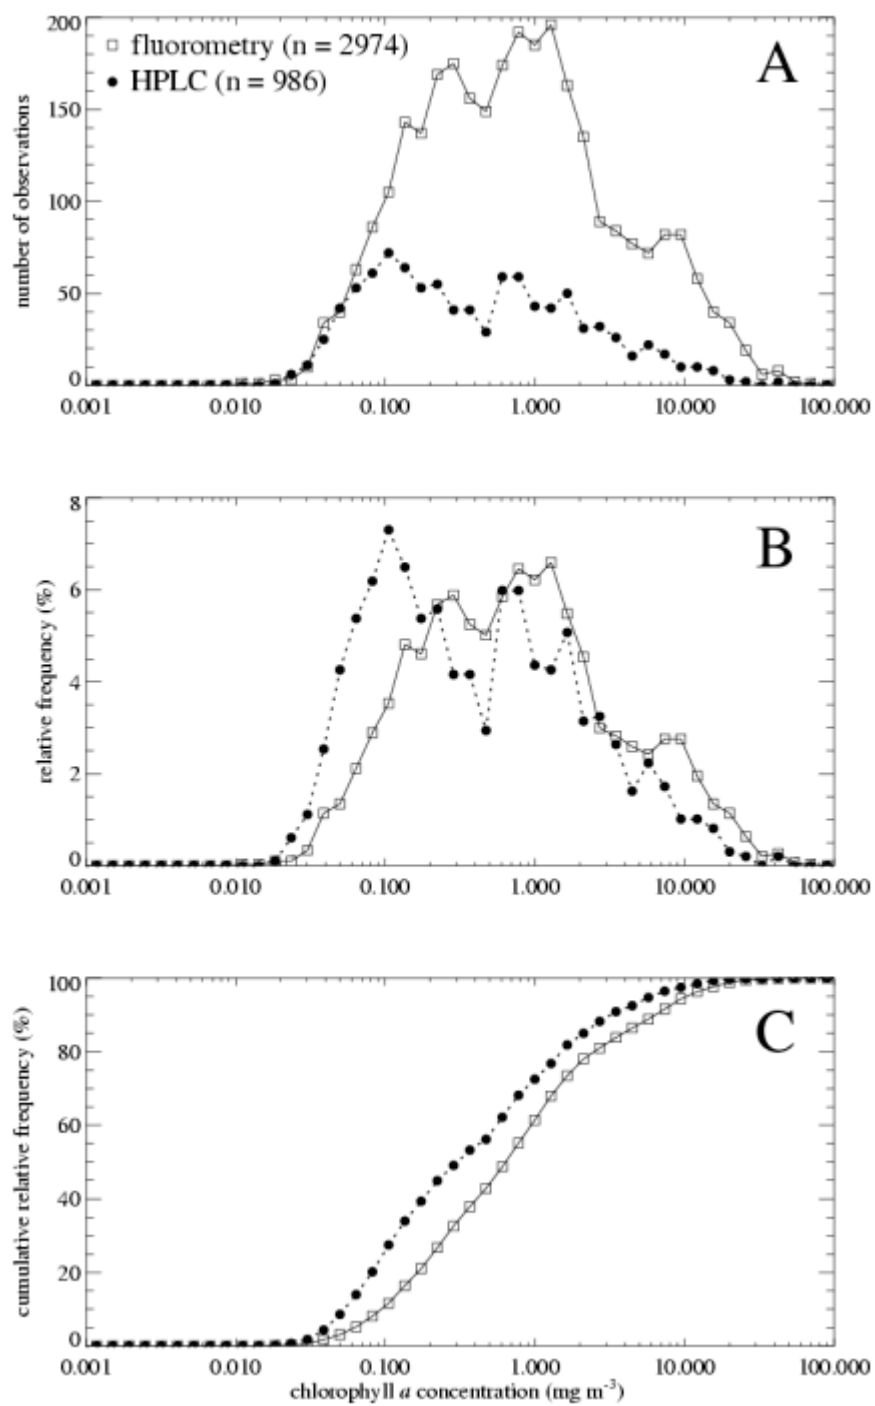 200
□ fluorometry (n = 2974)
● HPLC (n = 986)
A
150
100
50
0
number of observations
0.001 0.010 0.100 1.000 10.000 100.000
8
B
6
4
2
0
relative frequency (%)
0.001 0.010 0.100 1.000 10.000 100.000
100
C
80
60
40
20
0
cumulative relative frequency (%)
0.001 0.010 0.100 1.000 10.000 100.000
chlorophyll a concentration (mg m⁻³)